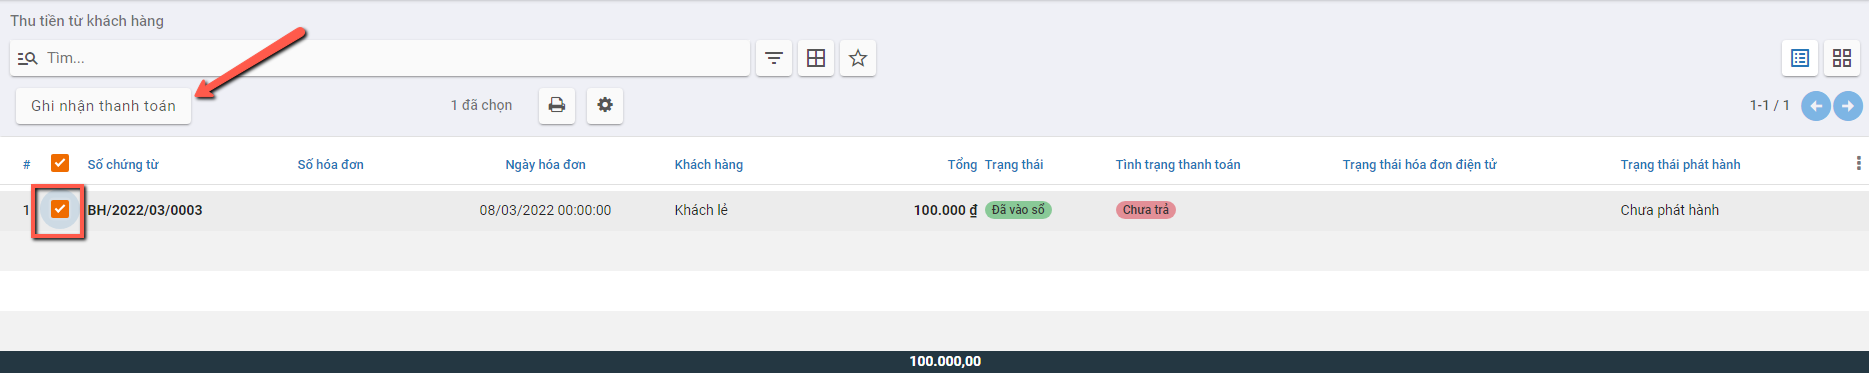 Thu tiền từ khách hàng
Tìm...
Ghi nhận thanh toán 1 đã chọn 1-1 / 1
# Số chứng từ Số hóa đơn Ngày hóa đơn Khách hàng Tổng Trạng thái Tình trạng thanh toán Trạng thái hóa đơn điện tử Trạng thái phát hành
1 BH/2022/03/0003 08/03/2022 00:00:00 Khách lẻ 100.000 ₫ Đã vào sổ Chưa trả Chưa phát hành
100.000,00